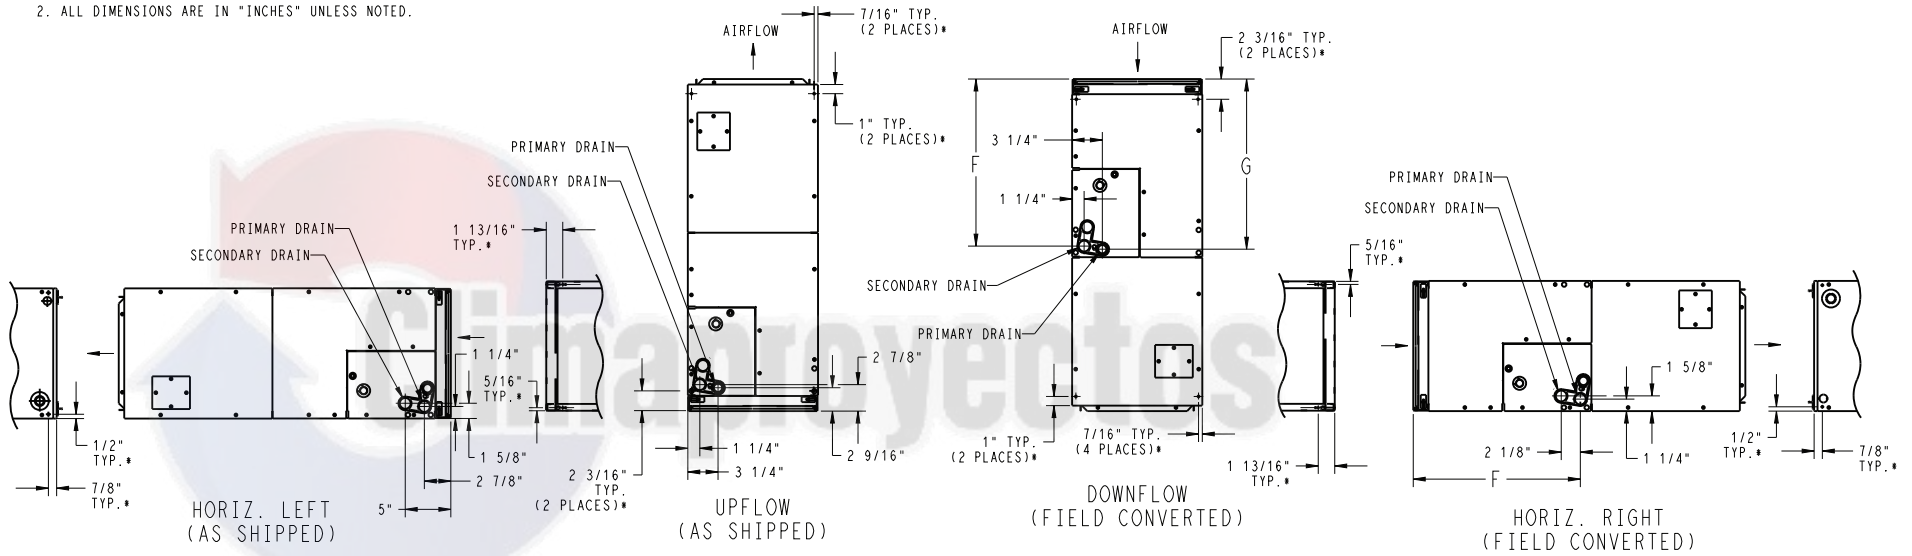 2. ALL DIMENSIONS ARE IN "INCHES" UNLESS NOTED.
PRIMARY DRAIN
SECONDARY DRAIN
1 1/4"
1 5/8"
2 7/8"
5"
1/2"
TYP.*
7/8"
TYP.*
HORIZ. LEFT
(AS SHIPPED)
AIRFLOW
7/16" TYP.
(2 PLACES)*
1" TYP.
(2 PLACES)*
PRIMARY DRAIN
SECONDARY DRAIN
1 13/16"
TYP.*
5/16"
TYP.*
2 3/16"
TYP.
(2 PLACES)*
2 7/8"
2 9/16"
1 1/4"
3 1/4"
UPFLOW
(AS SHIPPED)
AIRFLOW
2 3/16" TYP.
(2 PLACES)*
F
G
3 1/4"
1 1/4"
SECONDARY DRAIN
PRIMARY DRAIN
5/16"
TYP.*
1" TYP.
(2 PLACES)*
7/16" TYP.
(4 PLACES)*
1 13/16"
TYP.*
DOWNFLOW
(FIELD CONVERTED)
PRIMARY DRAIN
SECONDARY DRAIN
1 5/8"
2 1/8"
1 1/4"
F
1/2"
TYP.*
7/8"
TYP.*
HORIZ. RIGHT
(FIELD CONVERTED)
Climaproyectos